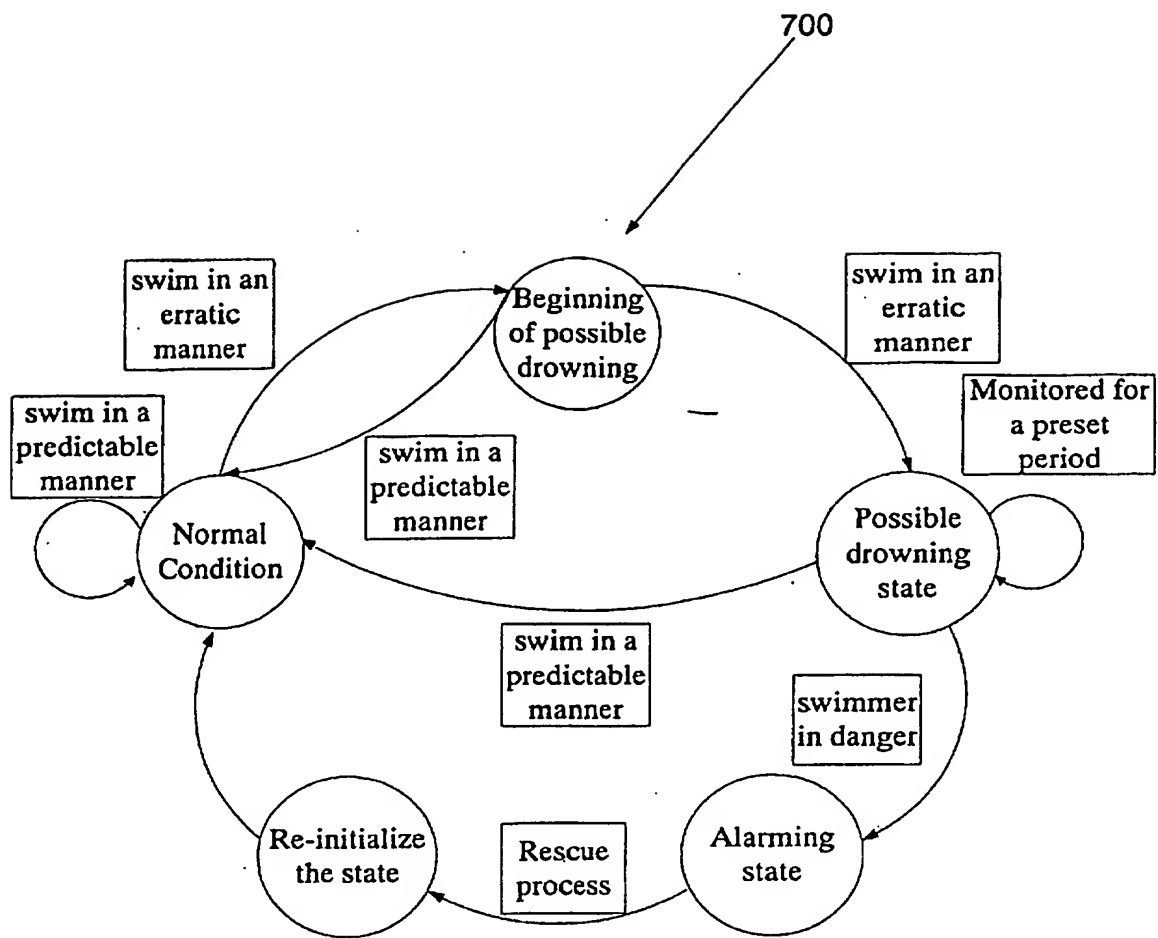 700
swim in an
erratic
manner
Beginning
of possible
drowning
swim in an
erratic
manner
swim in a
predictable
manner
Monitored for
a preset
period
swim in a
predictable
manner
Normal
Condition
Possible
drowning
state
swim in a
predictable
manner
swimmer
in danger
Re-initialize
the state
Rescue
process
Alarming
state